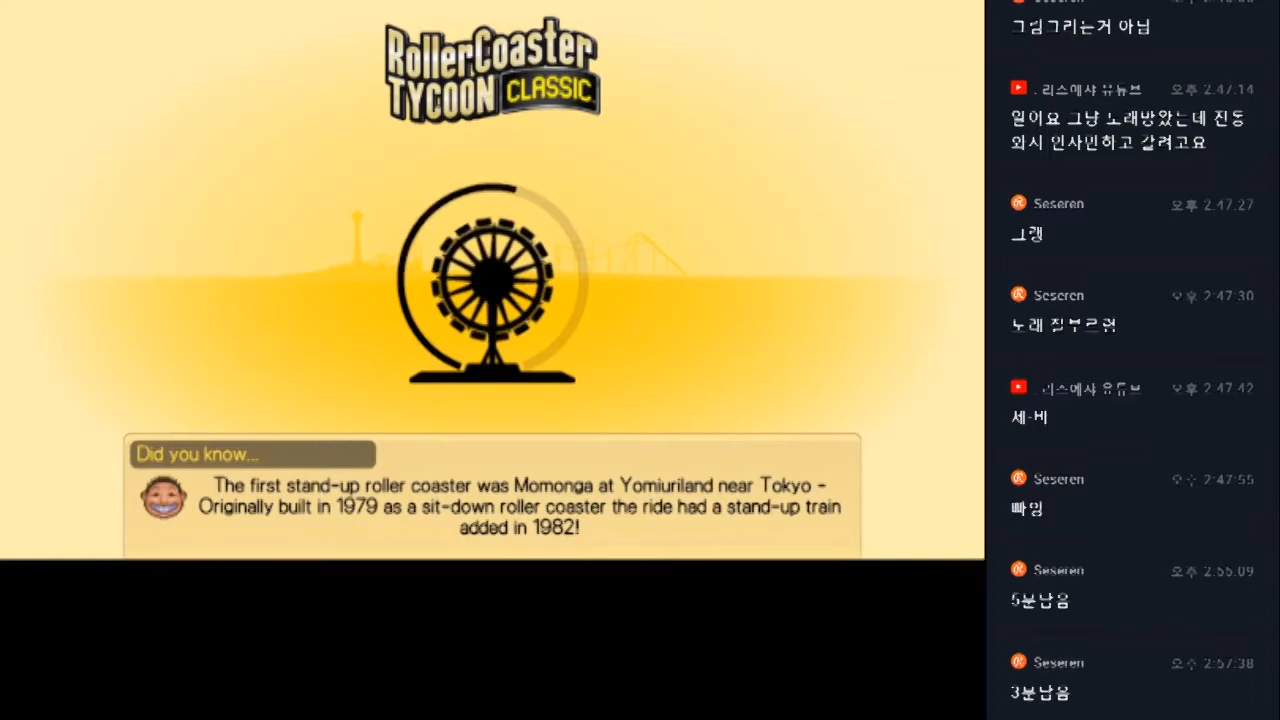 RollerCoaster
TYCOON CLASSIC
Did you know...
The first stand-up roller coaster was Momonga at Yomiuriland near Tokyo -
Originally built in 1979 as a sit-down roller coaster the ride had a stand-up train
added in 1982!
그림그리는거 아님
오후 2:47:14
일이요 그냥 노래방왔는데 진동
인사만하고 갈려고요
Seseren 오후 2:47:27
그랭
Seseren 오후 2:47:30
노래 잘부르렴
오후 2:47:42
세-바
Seseren 오후 2:47:55
빠잉
Seseren 오후 2:55:09
5분남음
Seseren 오후 2:57:38
3분남음